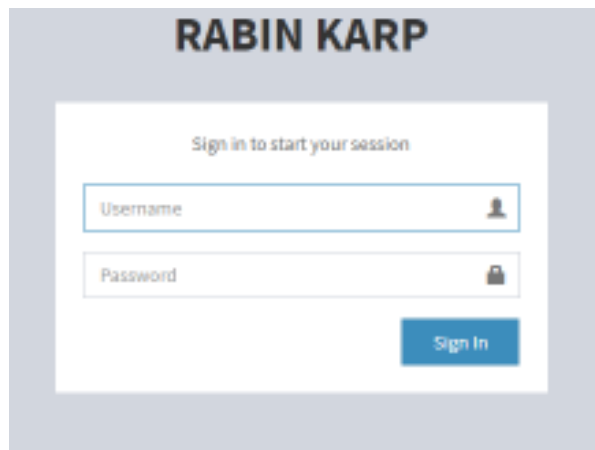 RABIN KARP
Sign in to start your session
Username
Password
Sign In